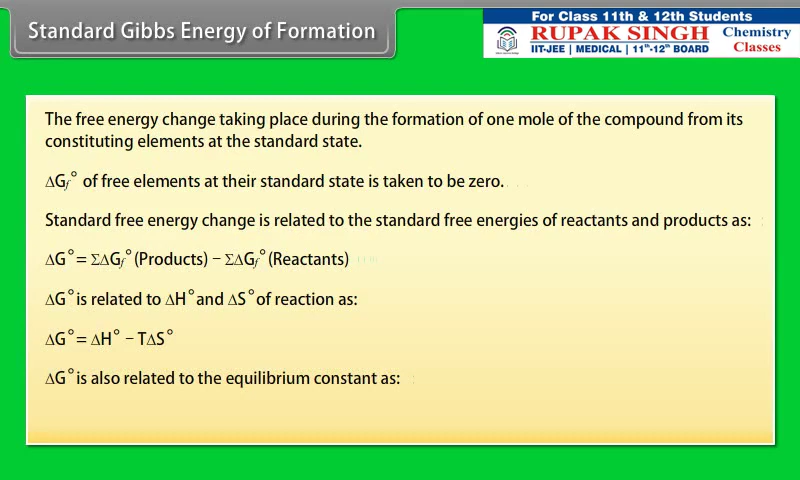 Standard Gibbs Energy of Formation
For Class 11th & 12th Students
RUPAK SINGH
IIT-JEE | MEDICAL | 11th-12th BOARD
Chemistry
Classes
The free energy change taking place during the formation of one mole of the compound from its
constituting elements at the standard state.
ΔGf° of free elements at their standard state is taken to be zero.
Standard free energy change is related to the standard free energies of reactants and products as:
ΔG° = ΣΔGf° (Products) − ΣΔGf° (Reactants)
ΔG° is related to ΔH° and ΔS° of reaction as:
ΔG° = ΔH° − TΔS°
ΔG° is also related to the equilibrium constant as: